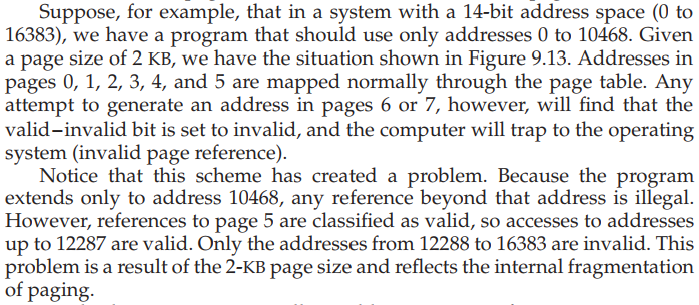 Suppose, for example, that in a system with a 14-bit address space (0 to
16383), we have a program that should use only addresses 0 to 10468. Given
a page size of 2 KB, we have the situation shown in Figure 9.13. Addresses in
pages 0, 1, 2, 3, 4, and 5 are mapped normally through the page table. Any
attempt to generate an address in pages 6 or 7, however, will find that the
valid–invalid bit is set to invalid, and the computer will trap to the operating
system (invalid page reference).
Notice that this scheme has created a problem. Because the program
extends only to address 10468, any reference beyond that address is illegal.
However, references to page 5 are classified as valid, so accesses to addresses
up to 12287 are valid. Only the addresses from 12288 to 16383 are invalid. This
problem is a result of the 2-KB page size and reflects the internal fragmentation
of paging.